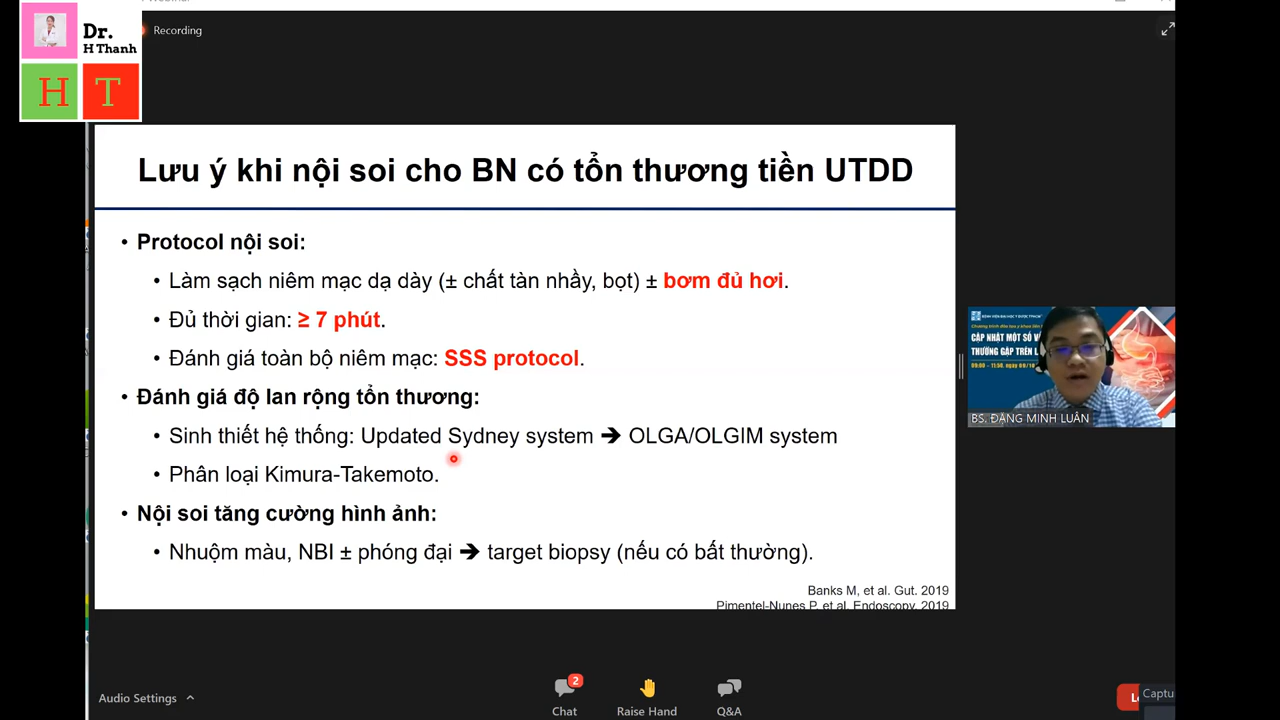 Dr.
H Thanh
H T
Recording
Lưu ý khi nội soi cho BN có tổn thương tiền UTDD
• Protocol nội soi:
• Làm sạch niêm mạc dạ dày (± chất tàn nhầy, bọt) ± bơm đủ hơi.
• Đủ thời gian: ≥ 7 phút.
• Đánh giá toàn bộ niêm mạc: SSS protocol.
• Đánh giá độ lan rộng tổn thương:
• Sinh thiết hệ thống: Updated Sydney system ➔ OLGA/OLGIM system
• Phân loại Kimura-Takemoto.
• Nội soi tăng cường hình ảnh:
• Nhuộm màu, NBI ± phóng đại ➔ target biopsy (nếu có bất thường).
Banks M, et al. Gut. 2019
Pimentel-Nunes P, et al. Endoscopy. 2019
CẬP NHẬT MỘT SỐ
THƯỜNG GẶP TRÊN
BS. ĐẶNG MINH LUÂN
Audio Settings
2
Chat
Raise Hand
Q&A
Captu